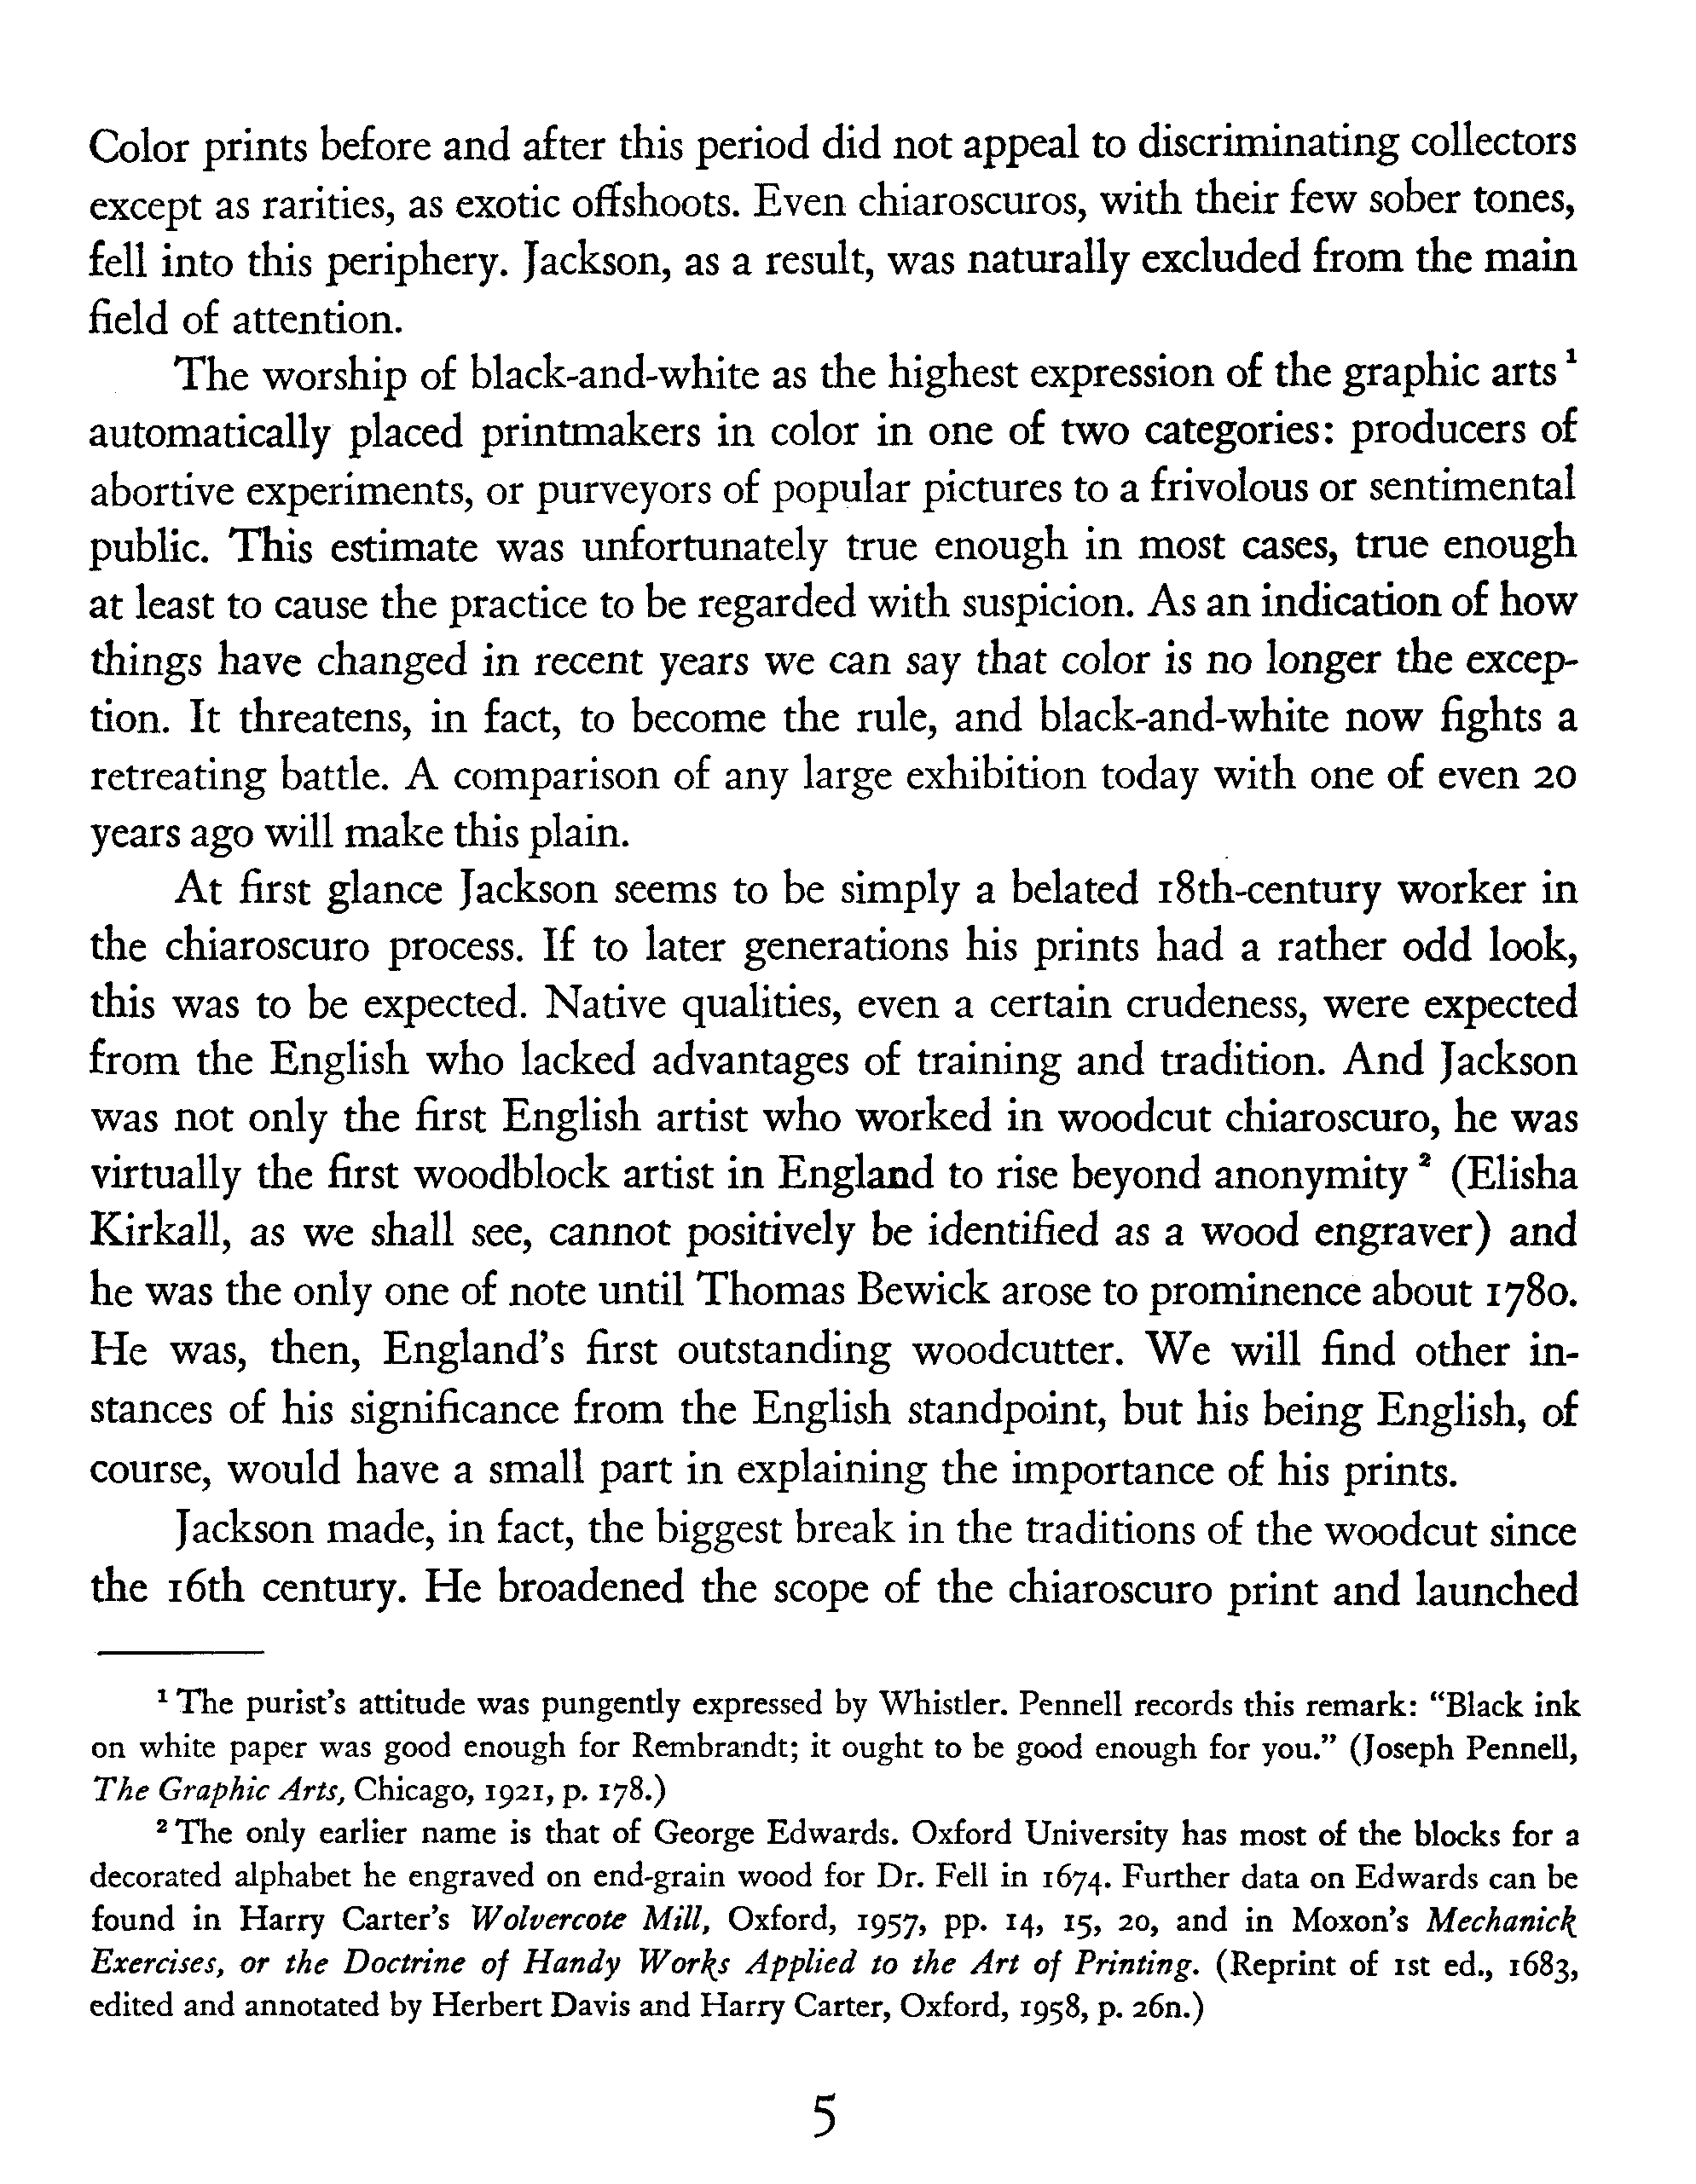 Color prints before and after this period did not appeal to discriminating collectors
except as rarities, as exotic offshoots. Even chiaroscuros, with their few sober tones,
fell into this periphery. Jackson, as a result, was naturally excluded from the main
field of attention.
The worship of black-and-white as the highest expression of the graphic arts ¹
automatically placed printmakers in color in one of two categories: producers of
abortive experiments, or purveyors of popular pictures to a frivolous or sentimental
public. This estimate was unfortunately true enough in most cases, true enough
at least to cause the practice to be regarded with suspicion. As an indication of how
things have changed in recent years we can say that color is no longer the excep-
tion. It threatens, in fact, to become the rule, and black-and-white now fights a
retreating battle. A comparison of any large exhibition today with one of even 20
years ago will make this plain.
At first glance Jackson seems to be simply a belated 18th-century worker in
the chiaroscuro process. If to later generations his prints had a rather odd look,
this was to be expected. Native qualities, even a certain crudeness, were expected
from the English who lacked advantages of training and tradition. And Jackson
was not only the first English artist who worked in woodcut chiaroscuro, he was
virtually the first woodblock artist in England to rise beyond anonymity ² (Elisha
Kirkall, as we shall see, cannot positively be identified as a wood engraver) and
he was the only one of note until Thomas Bewick arose to prominence about 1780.
He was, then, England's first outstanding woodcutter. We will find other in-
stances of his significance from the English standpoint, but his being English, of
course, would have a small part in explaining the importance of his prints.
Jackson made, in fact, the biggest break in the traditions of the woodcut since
the 16th century. He broadened the scope of the chiaroscuro print and launched
¹ The purist's attitude was pungently expressed by Whistler. Pennell records this remark: "Black ink
on white paper was good enough for Rembrandt; it ought to be good enough for you." (Joseph Pennell,
The Graphic Arts, Chicago, 1921, p. 178.)
² The only earlier name is that of George Edwards. Oxford University has most of the blocks for a
decorated alphabet he engraved on end-grain wood for Dr. Fell in 1674. Further data on Edwards can be
found in Harry Carter's Wolvercote Mill, Oxford, 1957, pp. 14, 15, 20, and in Moxon's Mechanick
Exercises, or the Doctrine of Handy Works Applied to the Art of Printing. (Reprint of 1st ed., 1683,
edited and annotated by Herbert Davis and Harry Carter, Oxford, 1958, p. 26n.)
5